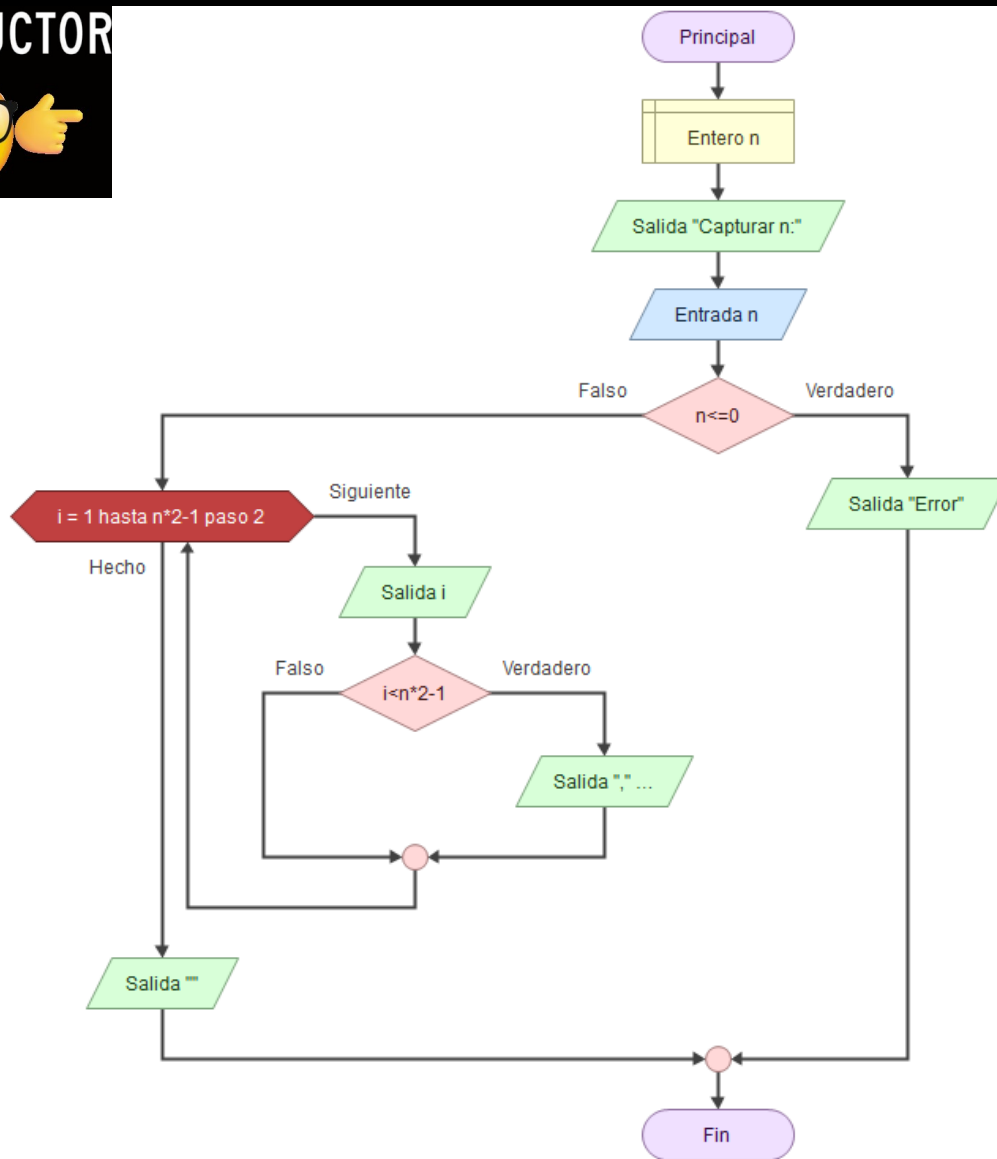 UCTOR
Principal
Entero n
Salida "Capturar n:"
Entrada n
Falso
Verdadero
n<=0
Salida "Error"
i = 1 hasta n*2-1 paso 2
Siguiente
Hecho
Salida i
Falso
Verdadero
i<n*2-1
Salida "," ...
Salida ""
Fin